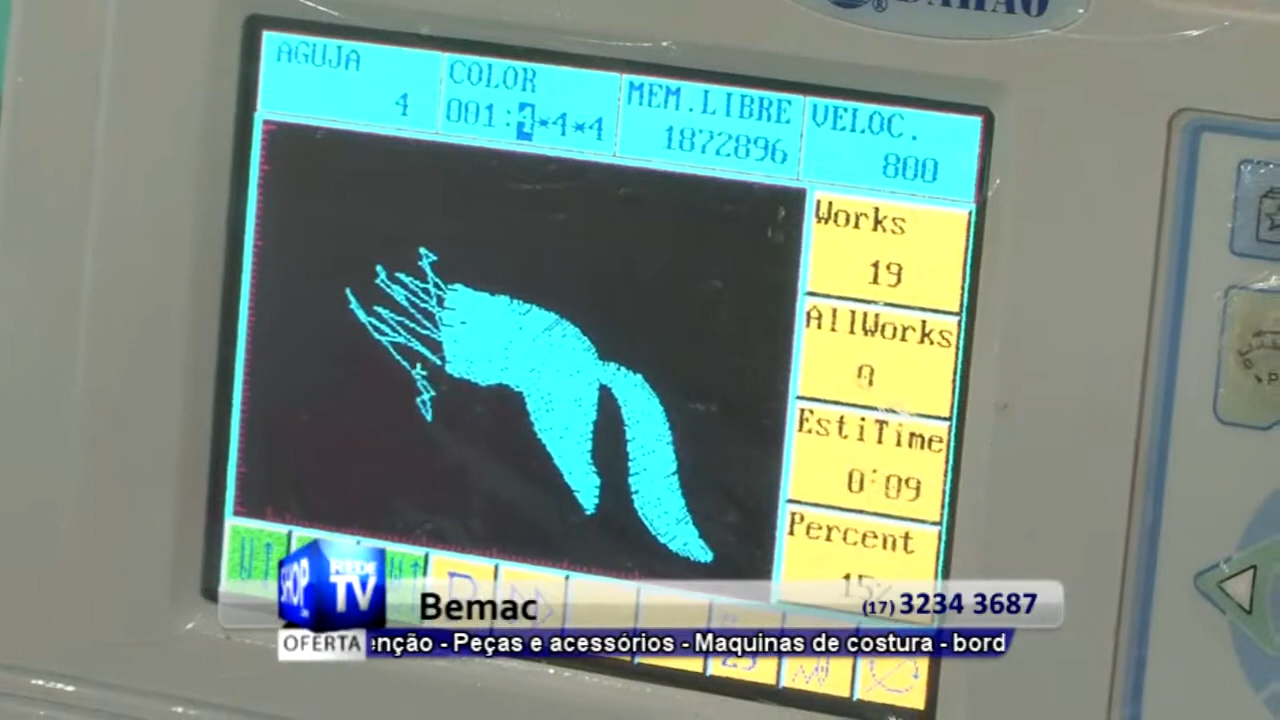 DAHAO
AGUJA
4
COLOR
001:4*4*4
MEM.LIBRE
1872896
VELOC.
800
Works
19
AllWorks
0
EstiTime
0:09
Percent
15%
SHOP
REDE
TV
OFERTA
Bemac
(17) 3234 3687
enção - Peças e acessórios - Maquinas de costura - bord